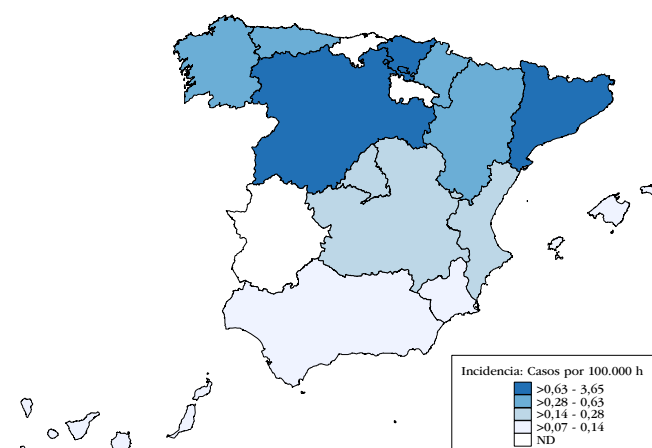 Incidencia: Casos por 100.000 h
>0,63 - 3,65
>0,28 - 0,63
>0,14 - 0,28
>0,07 - 0,14
ND